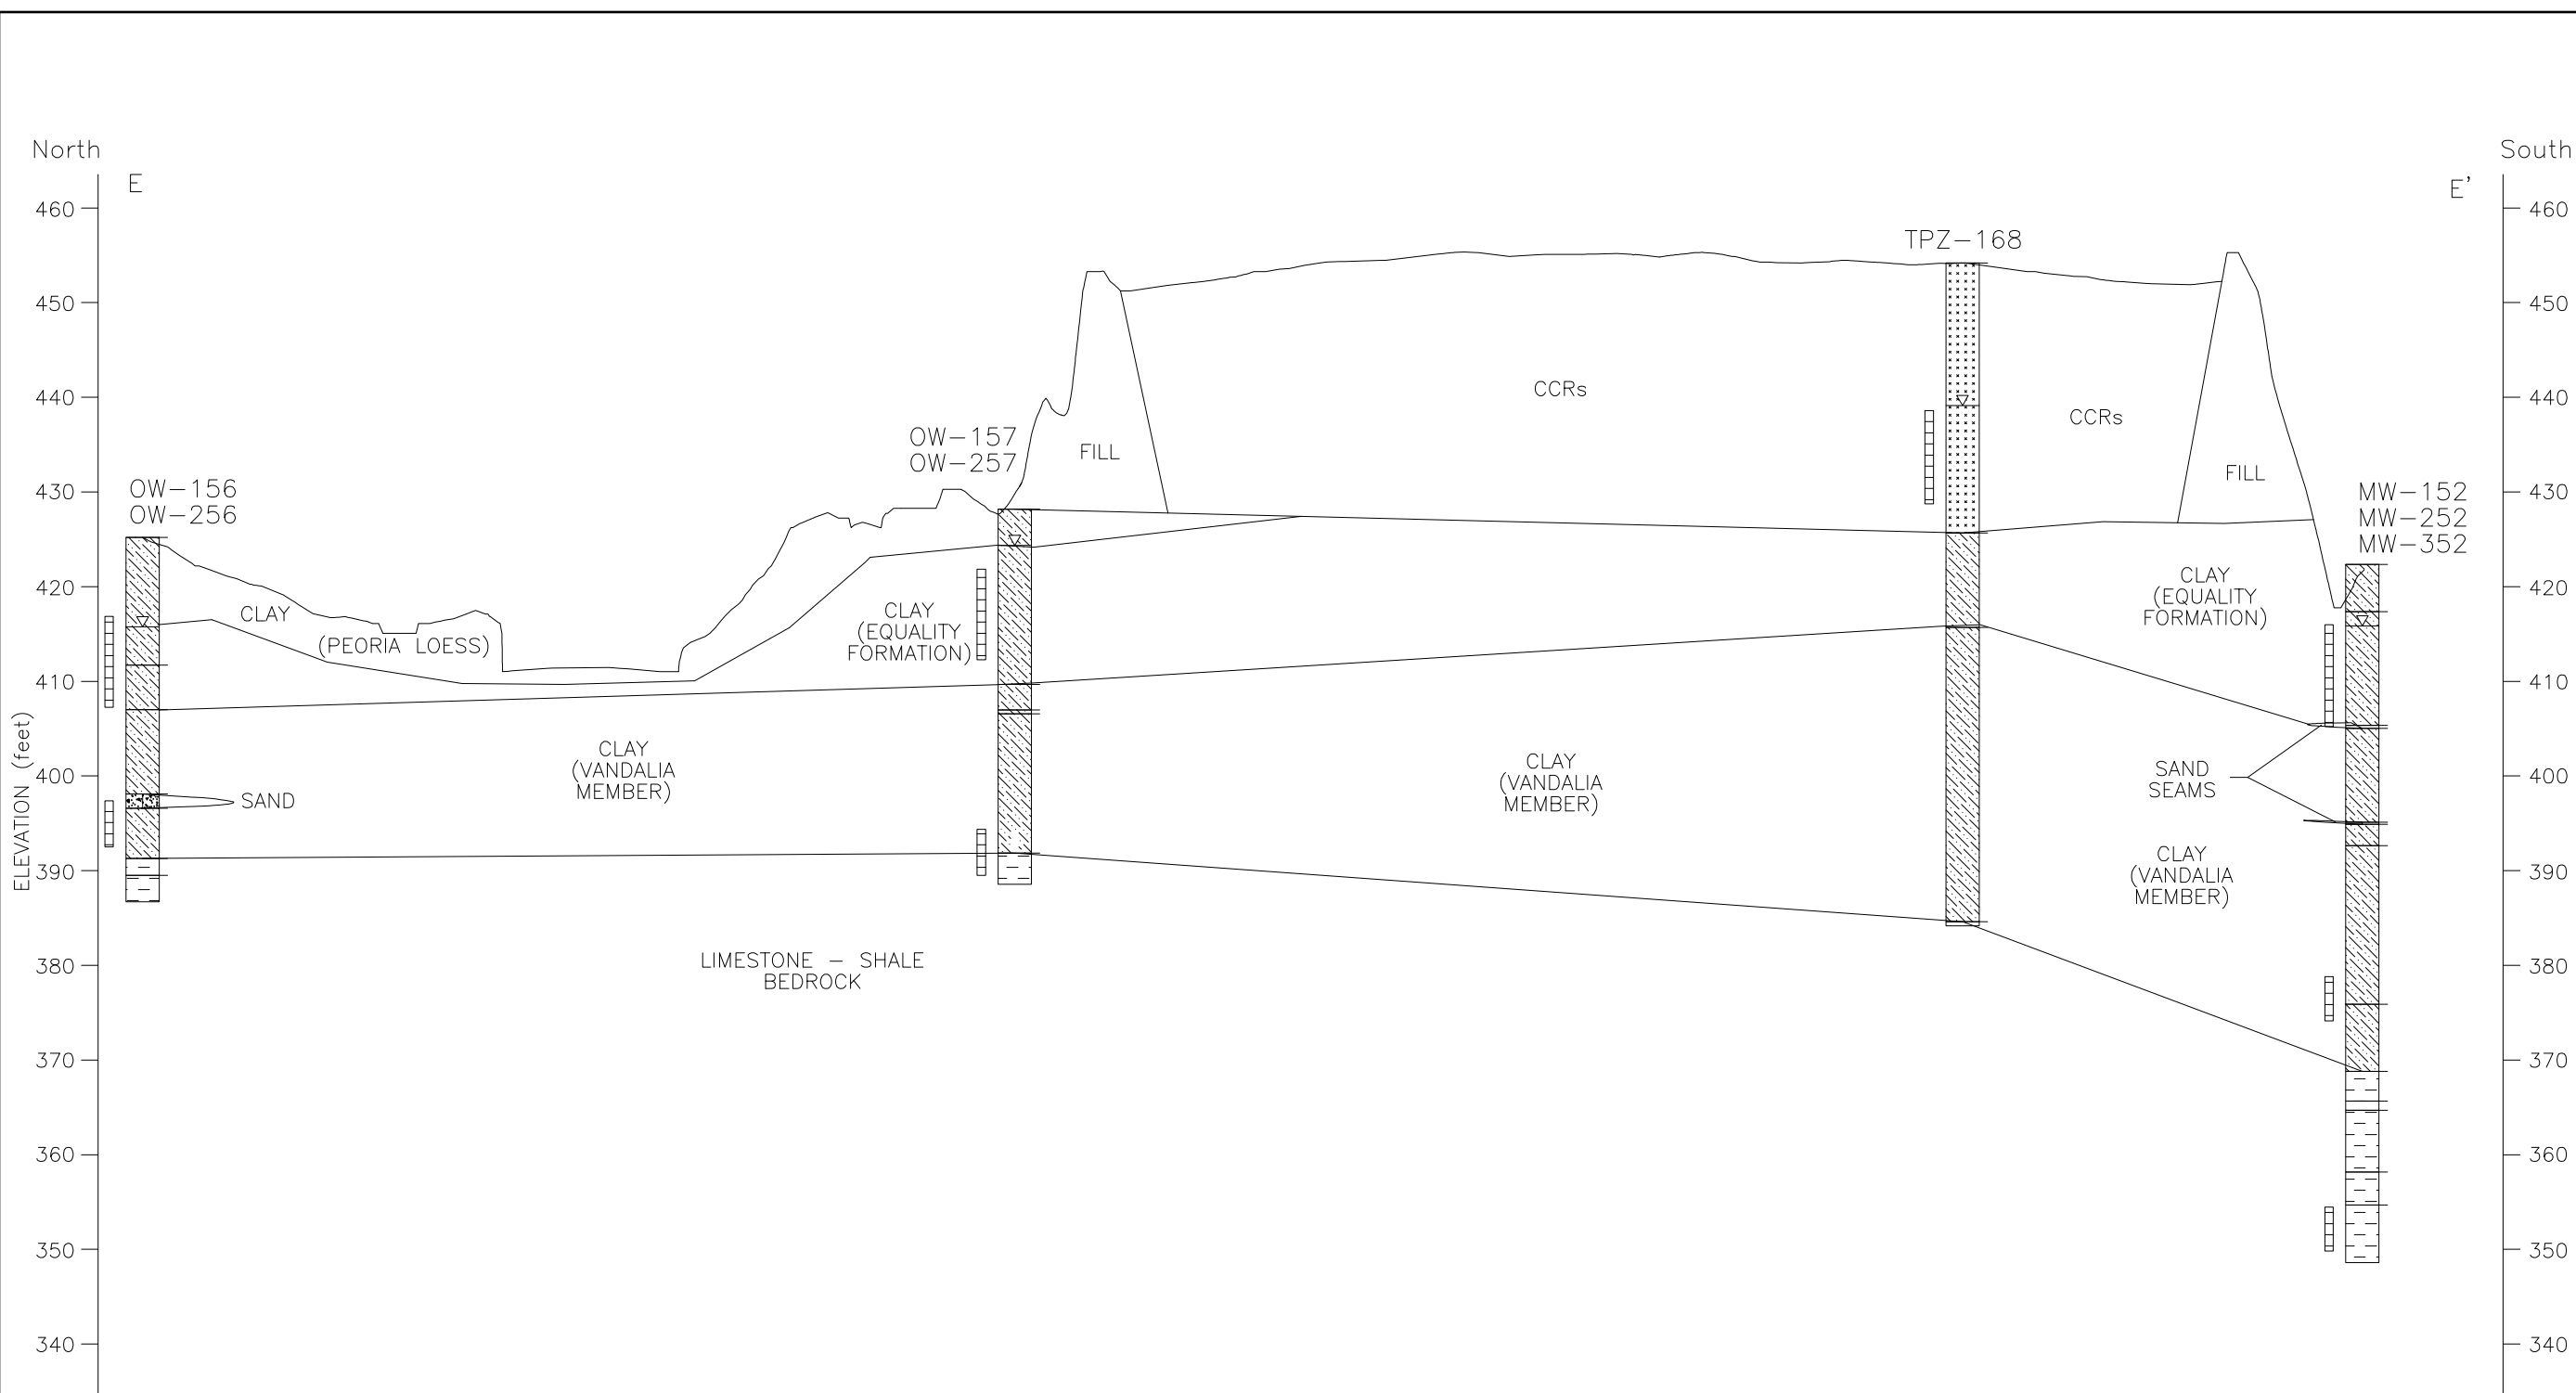 North
South
E
E'
460
460
TPZ-168
450
450
440
440
CCRs
CCRs
OW-157
OW-257
FILL
FILL
430
430
OW-156
OW-256
MW-152
MW-252
MW-352
420
420
CLAY
(PEORIA LOESS)
CLAY
(EQUALITY
FORMATION)
CLAY
(EQUALITY
FORMATION)
410
410
ELEVATION (feet)
CLAY
(VANDALIA
MEMBER)
CLAY
(VANDALIA
MEMBER)
SAND
SEAMS
400
400
SAND
CLAY
(VANDALIA
MEMBER)
390
390
LIMESTONE - SHALE
BEDROCK
380
380
370
370
360
360
350
350
340
340